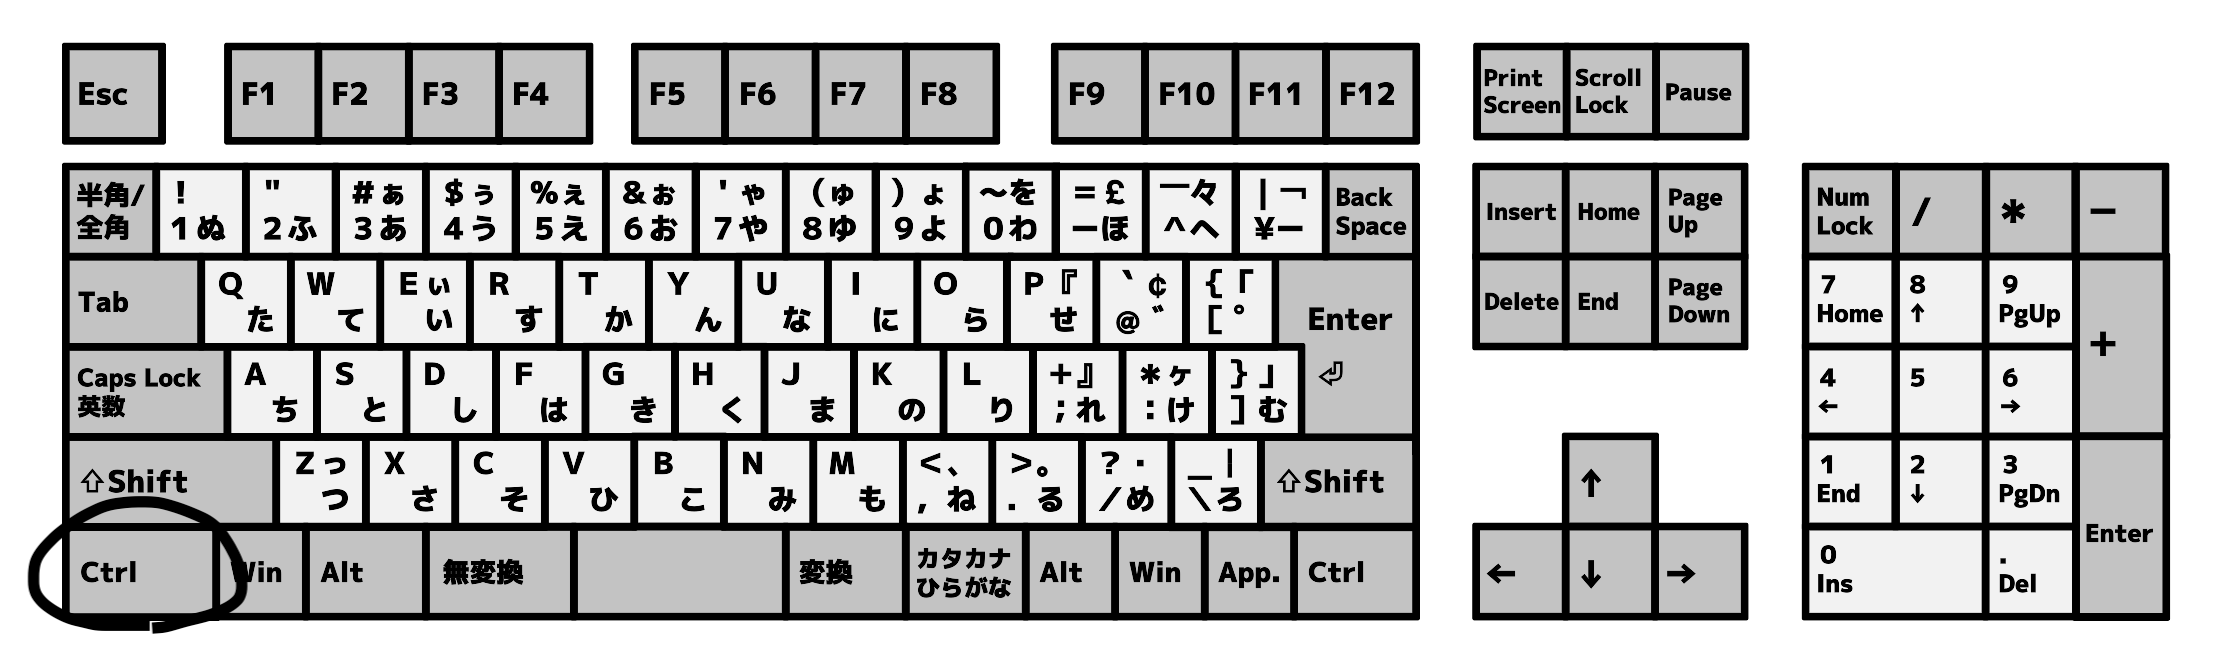 Esc F1 F2 F3 F4 F5 F6 F7 F8 F9 F10 F11 F12 Print Screen Scroll Lock Pause
半角/ ! " #ぁ $ぅ %ぇ &ぉ 'ゃ (ゅ )ょ 〜を =£ ￣々 |¬ Back
全角 1ぬ 2ふ 3あ 4う 5え 6お 7や 8ゆ 9よ 0わ ーほ ^へ ¥ー Space
Insert Home Page Up Num Lock / * −
Tab Q W Eぃ R T Y U I O P『 `¢ {「 Enter
た て い す か ん な に ら せ @゛ [゜
Delete End Page Down 7 8 9 +
Home ↑ PgUp
Caps Lock A S D F G H J K L +』 *ヶ }」
英数 ち と し は き く ま の り ;れ :け ]む
4 5 6
← →
⇧Shift Zっ X C V B N M <、 >。 ?・ _| ⇧Shift
つ さ そ ひ こ み も ,ね .る /め \ろ
↑ 1 2 3 Enter
End ↓ PgDn
Ctrl Win Alt 無変換 変換 カタカナ Alt Win App. Ctrl
ひらがな
← ↓ → 0 .
Ins Del